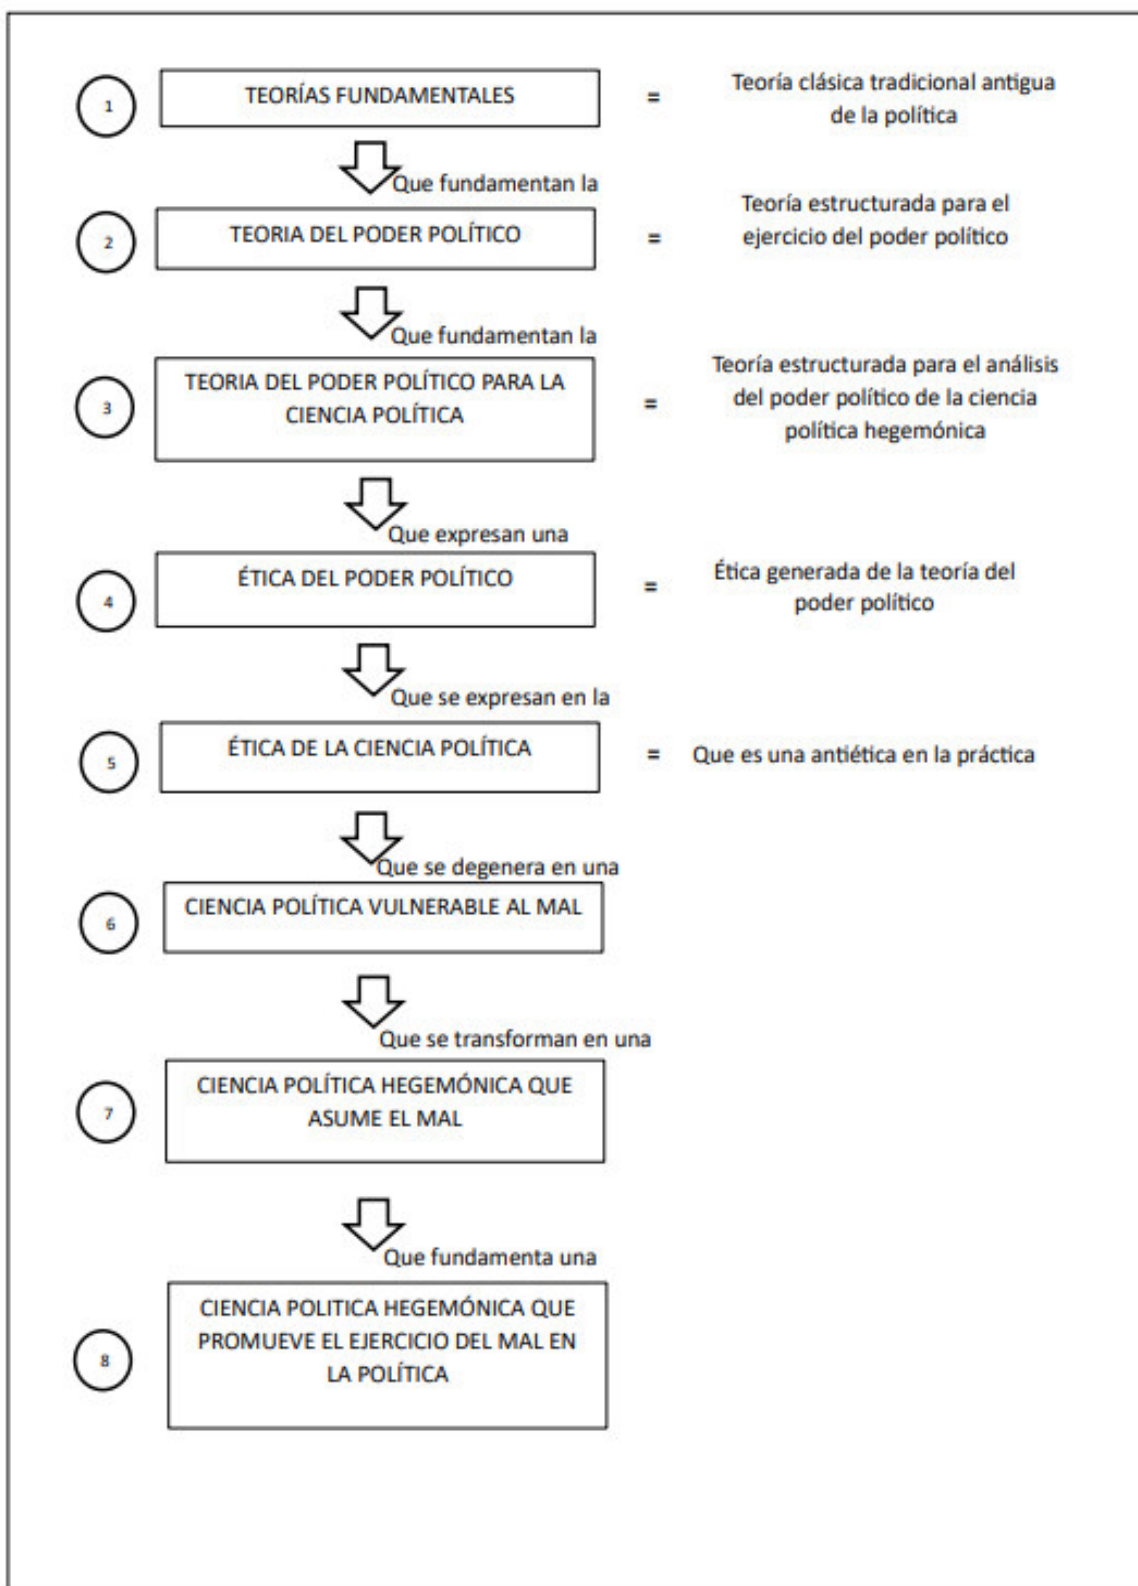 1
TEORÍAS FUNDAMENTALES
=
Teoría clásica tradicional antigua
de la política
Que fundamentan la
2
TEORIA DEL PODER POLÍTICO
=
Teoría estructurada para el
ejercicio del poder político
Que fundamentan la
3
TEORIA DEL PODER POLÍTICO PARA LA
CIENCIA POLÍTICA
=
Teoría estructurada para el análisis
del poder político de la ciencia
política hegemónica
Que expresan una
4
ÉTICA DEL PODER POLÍTICO
=
Ética generada de la teoría del
poder político
Que se expresan en la
5
ÉTICA DE LA CIENCIA POLÍTICA
=
Que es una antiética en la práctica
Que se degenera en una
6
CIENCIA POLÍTICA VULNERABLE AL MAL
Que se transforman en una
7
CIENCIA POLÍTICA HEGEMÓNICA QUE
ASUME EL MAL
Que fundamenta una
8
CIENCIA POLITICA HEGEMÓNICA QUE
PROMUEVE EL EJERCICIO DEL MAL EN
LA POLÍTICA